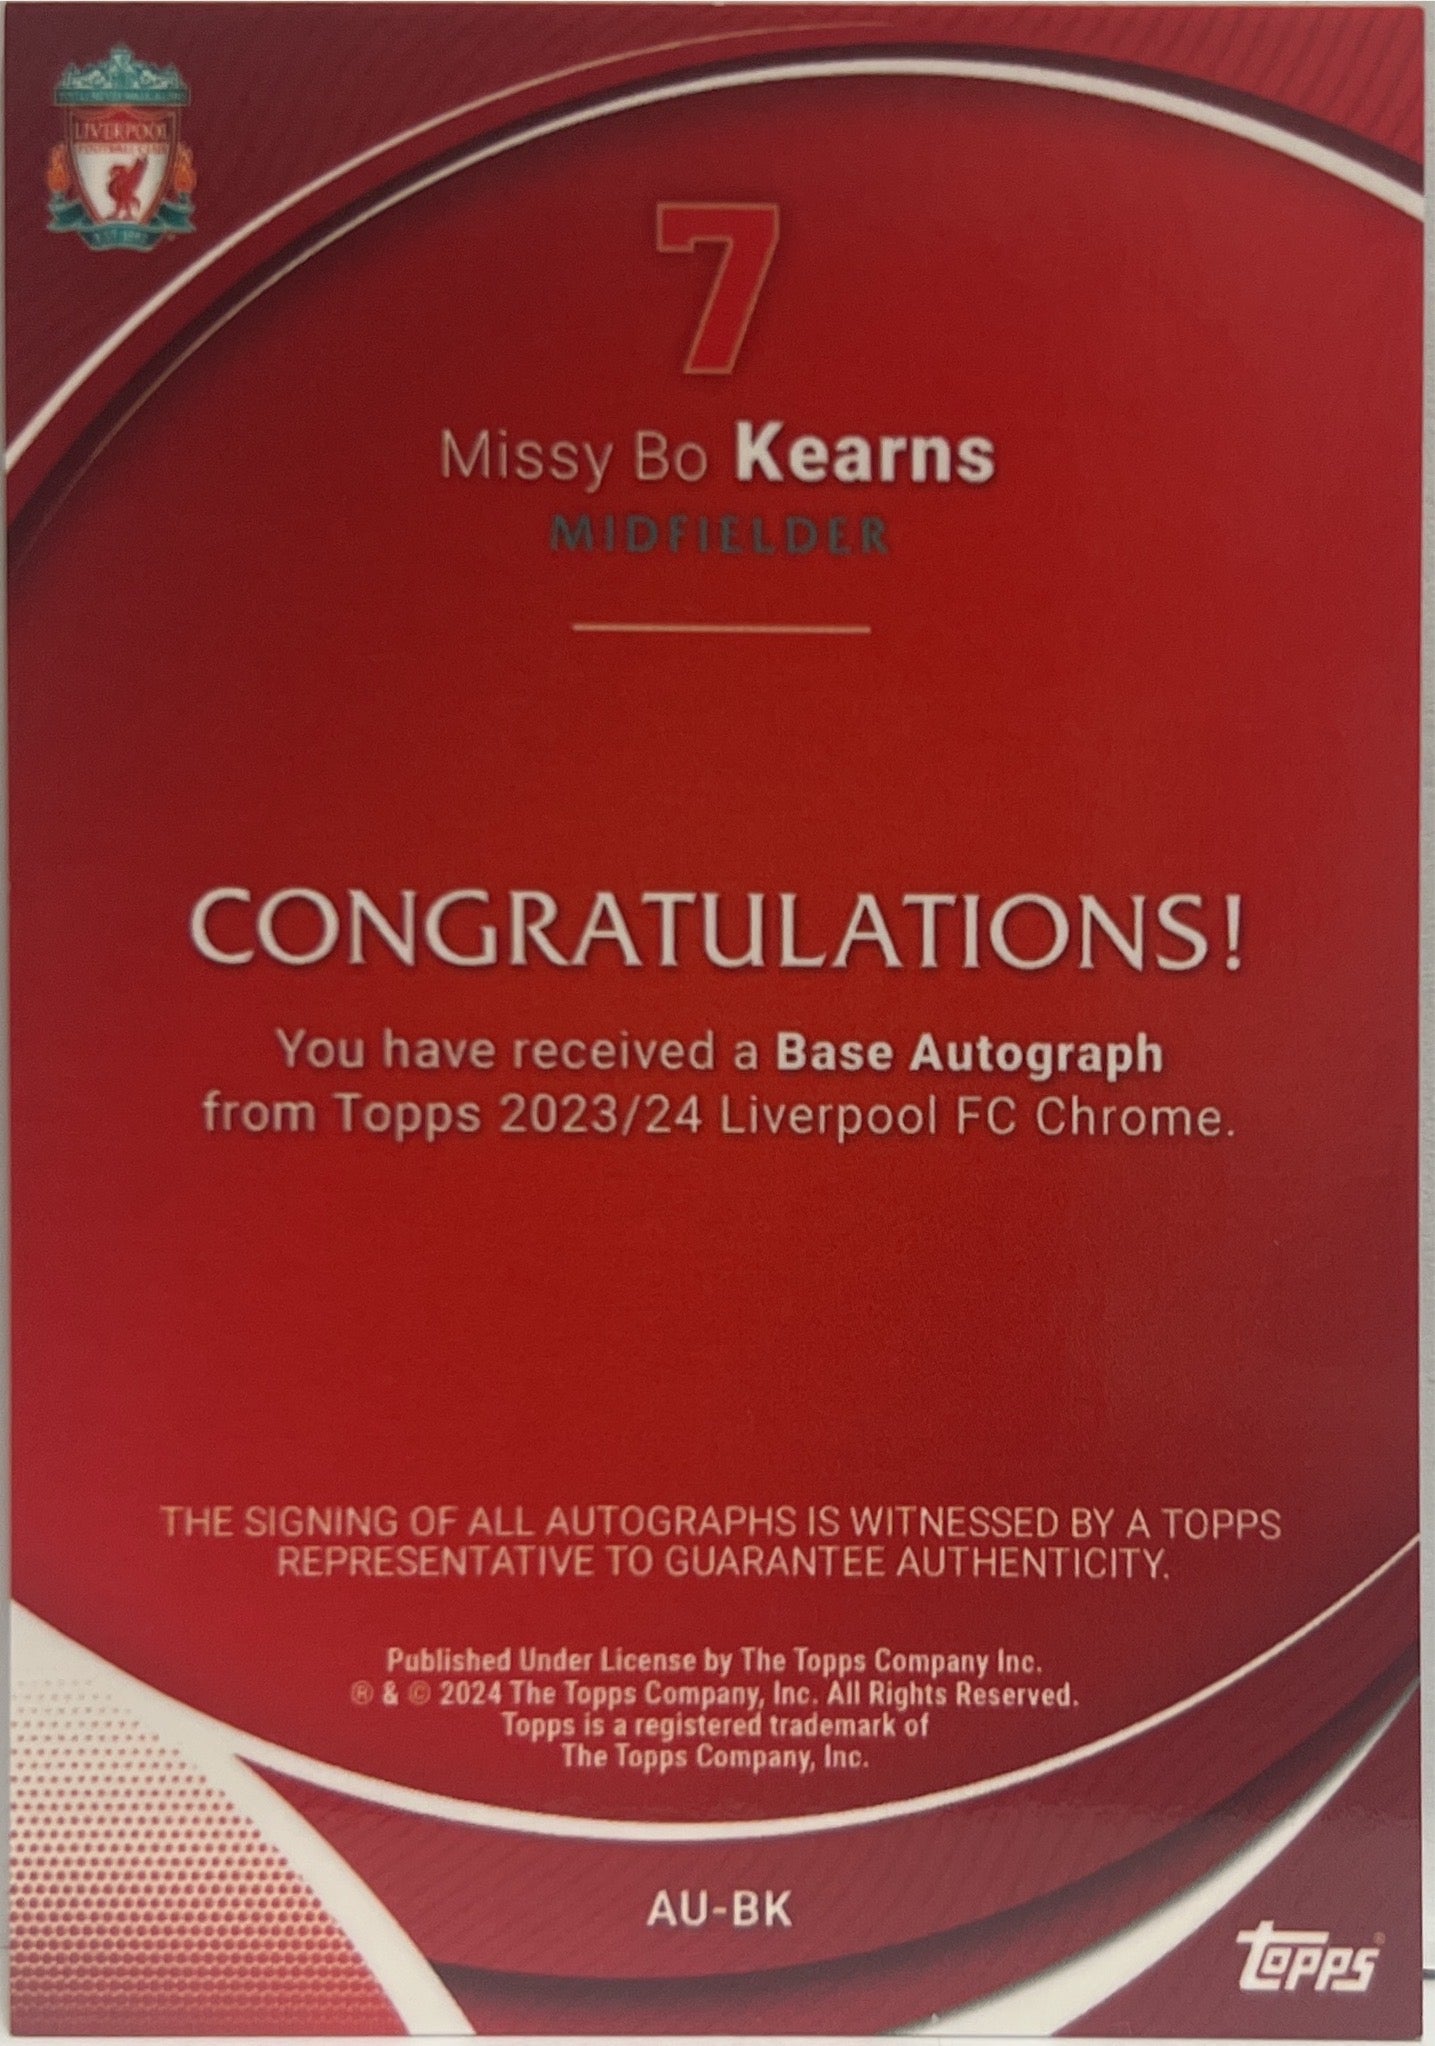 LIVERPOOL
FOOTBALL CLUB
7
Missy Bo Kearns
MIDFIELDER
CONGRATULATIONS!
You have received a Base Autograph
from Topps 2023/24 Liverpool FC Chrome.
THE SIGNING OF ALL AUTOGRAPHS IS WITNESSED BY A TOPPS
REPRESENTATIVE TO GUARANTEE AUTHENTICITY.
Published Under License by The Topps Company Inc.
® & © 2024 The Topps Company, Inc. All Rights Reserved.
Topps is a registered trademark of
The Topps Company, Inc.
AU-BK
topps®